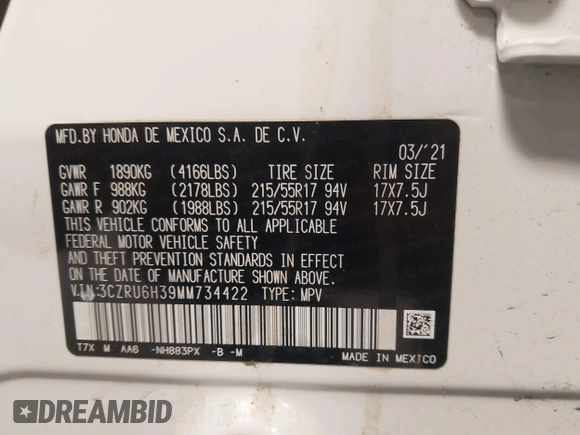 MFD.BY HONDA DE MEXICO S.A. DE C.V.
03/'21
GVWR 1890KG (4166LBS) TIRE SIZE RIM SIZE
GAWR F 988KG (2178LBS) 215/55R17 94V 17X7.5J
GAWR R 902KG (1988LBS) 215/55R17 94V 17X7.5J
THIS VEHICLE CONFORMS TO ALL APPLICABLE
FEDERAL MOTOR VEHICLE SAFETY
AND THEFT PREVENTION STANDARDS IN EFFECT
ON THE DATE OF MANUFACTURE SHOWN ABOVE.
VIN:3CZRU6H39MM734422 TYPE: MPV
T7X M AA6 -NH883PX -B -M
MADE IN MEXICO
DREAMBID